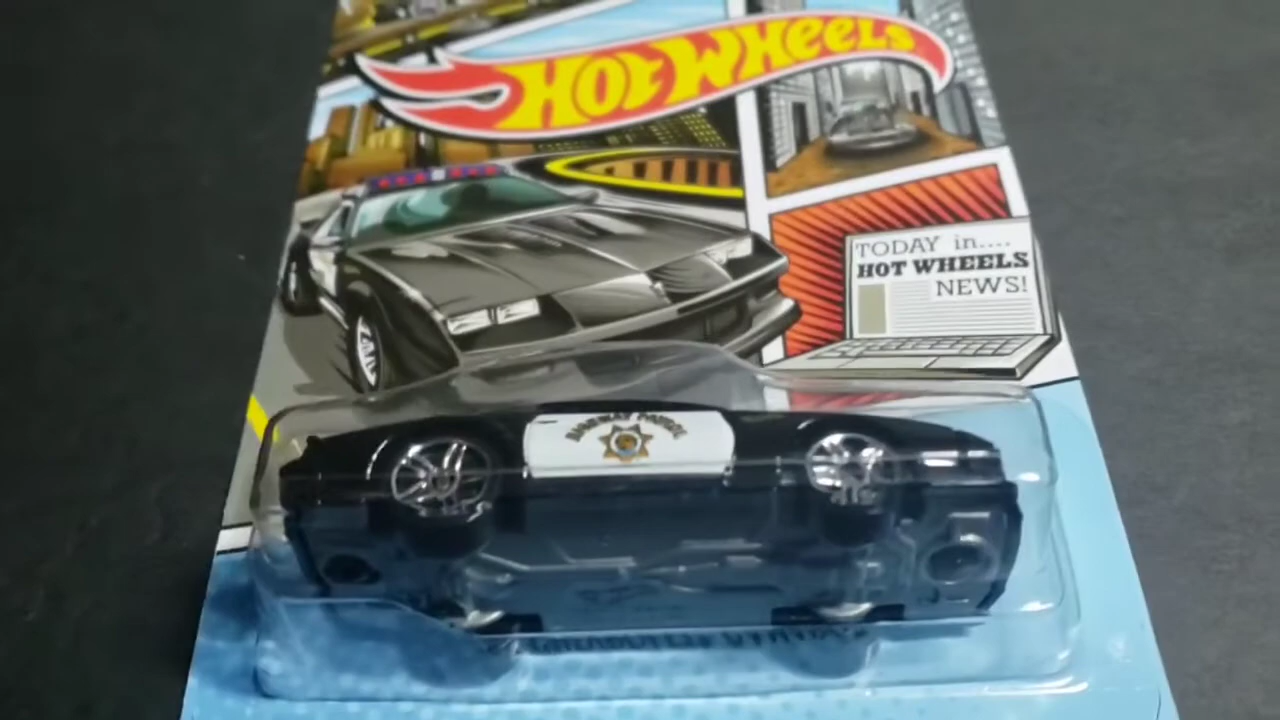 HOT WHEELS
TODAY in....
HOT WHEELS
NEWS!
HIGHWAY PATROL